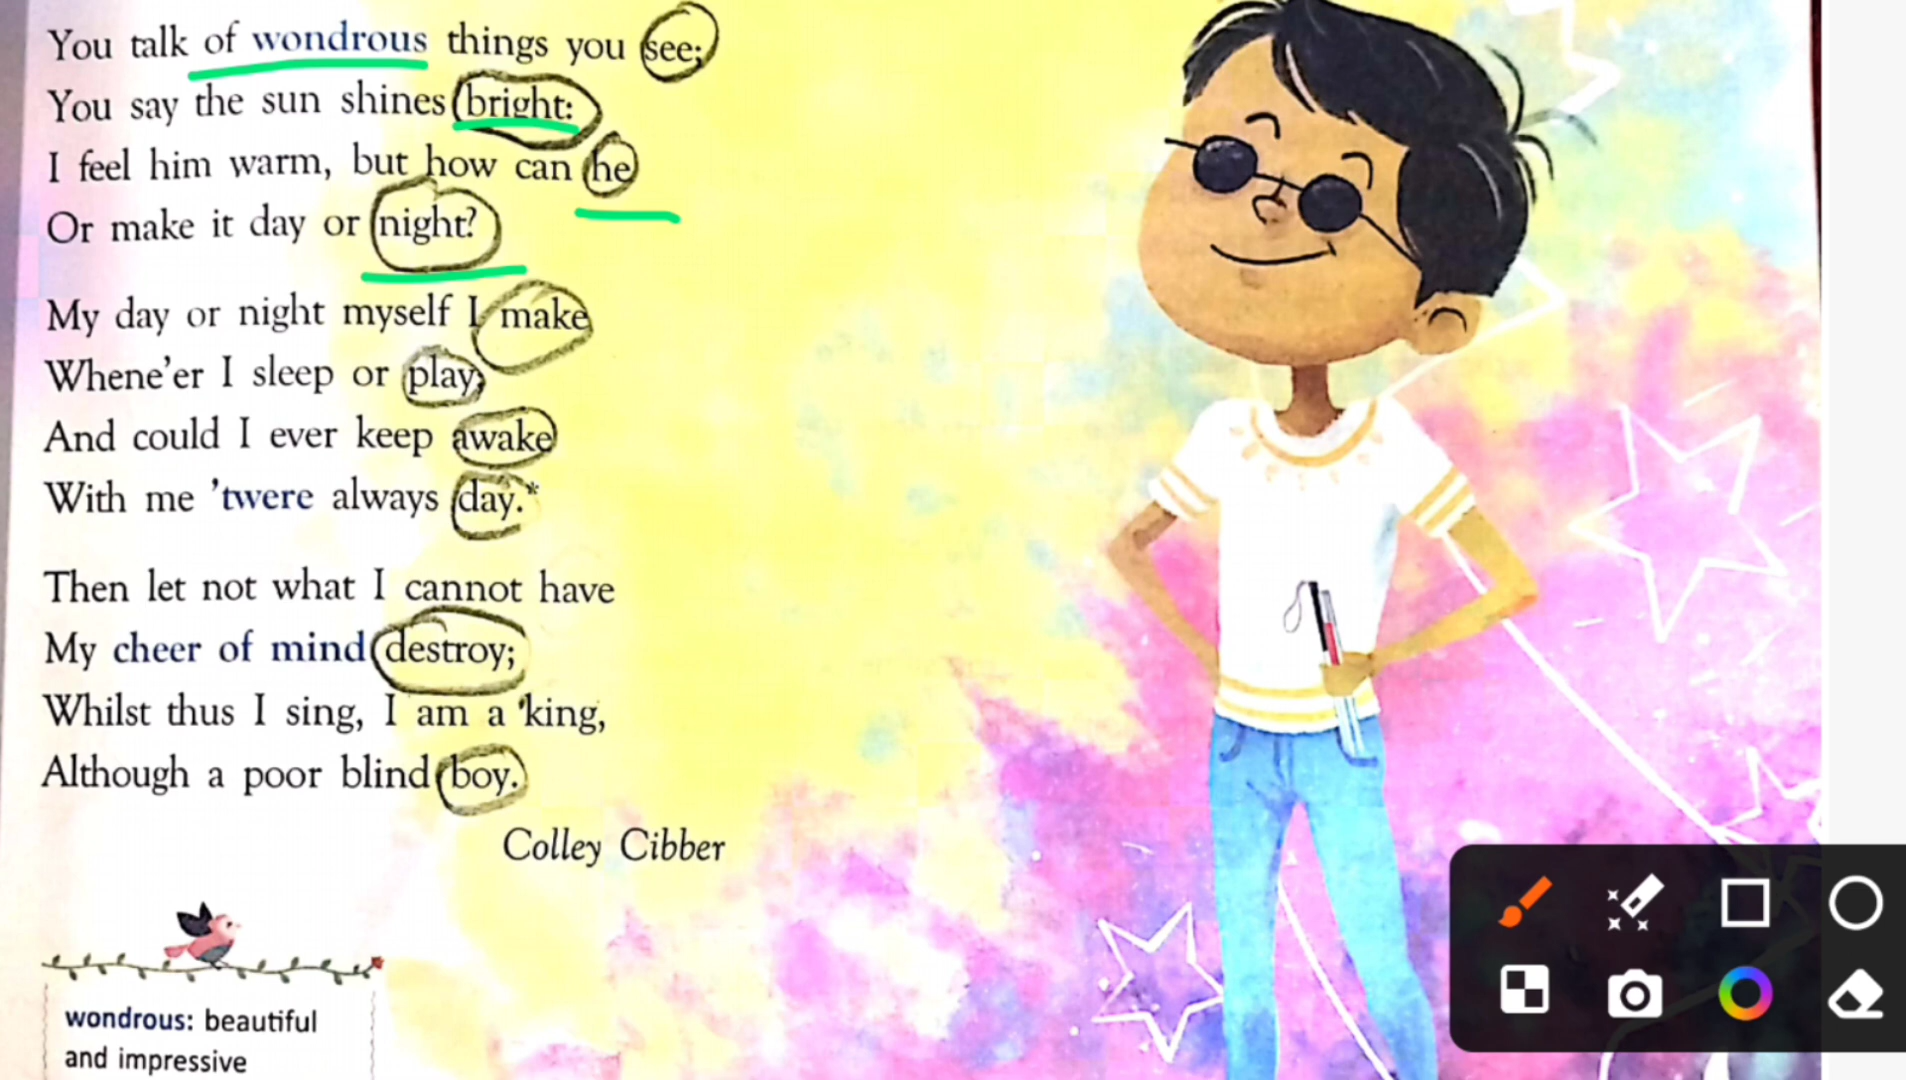 You talk of wondrous things you see;
You say the sun shines bright:
I feel him warm, but how can he
Or make it day or night?
My day or night myself I make
Whene'er I sleep or play;
And could I ever keep awake
With me 'twere always day.*
Then let not what I cannot have
My cheer of mind destroy;
Whilst thus I sing, I am a 'king,
Although a poor blind boy.
Colley Cibber
wondrous: beautiful
and impressive